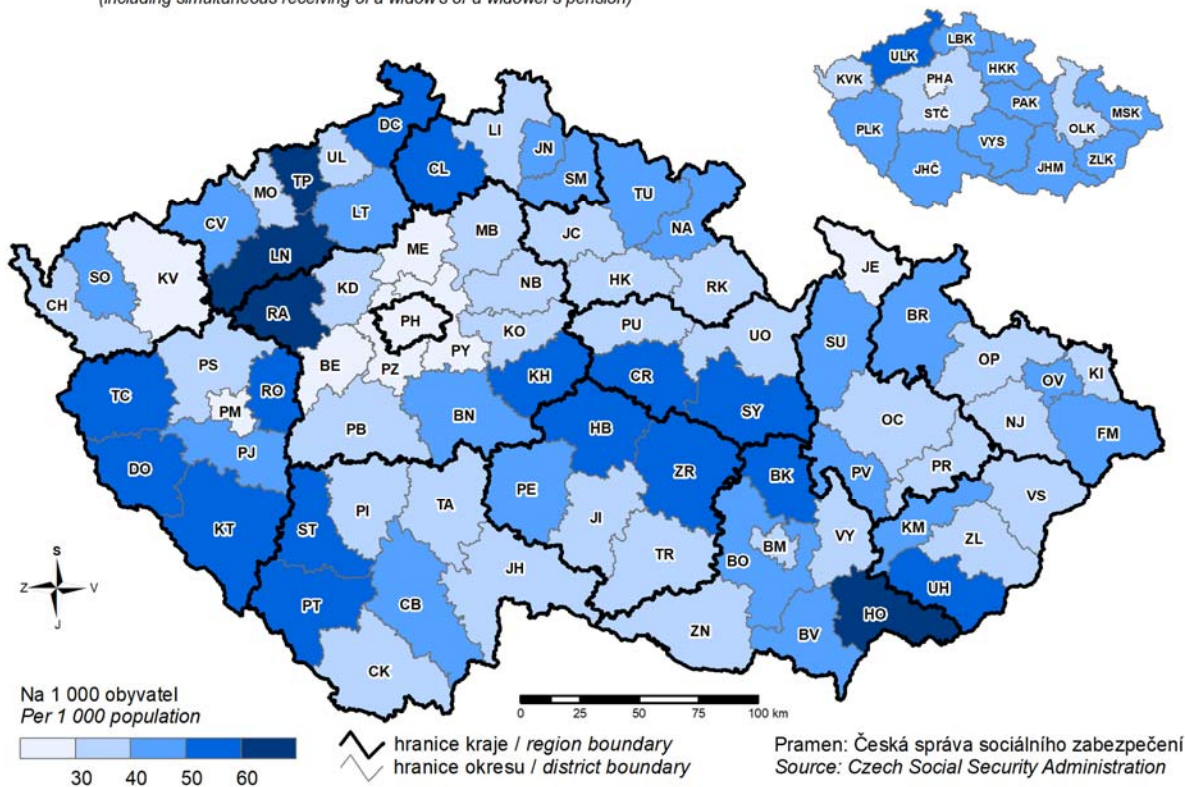 (including simultaneous receiving of a widow's or a widower's pension)
LBK
ULK
HKK
KVK
PHA
STČ
PAK
MSK
OLK
PLK
VYS
ZLK
JHČ
JHM
DC
LI
UL
JN
CL
TP
SM
MO
TU
CV
LT
NA
MB
ME
JC
LN
JE
SO
KV
NB
HK
KD
RK
CH
RA
PH
BR
KO
PU
UO
SU
PS
BE
PZ
PY
OP
KI
TC
RO
KH
CR
OV
PM
SY
OC
NJ
BN
PB
HB
FM
PJ
DO
PR
PE
ZR
BK
PV
VS
KT
ST
PI
TA
JI
KM
VY
ZL
BM
BO
TR
JH
UH
PT
CB
HO
ZN
BV
CK
S
Z V
J
Na 1 000 obyvatel
Per 1 000 population
30 40 50 60
0 25 50 75 100 km
hranice kraje / region boundary
hranice okresu / district boundary
Pramen: Česká správa sociálního zabezpečení
Source: Czech Social Security Administration